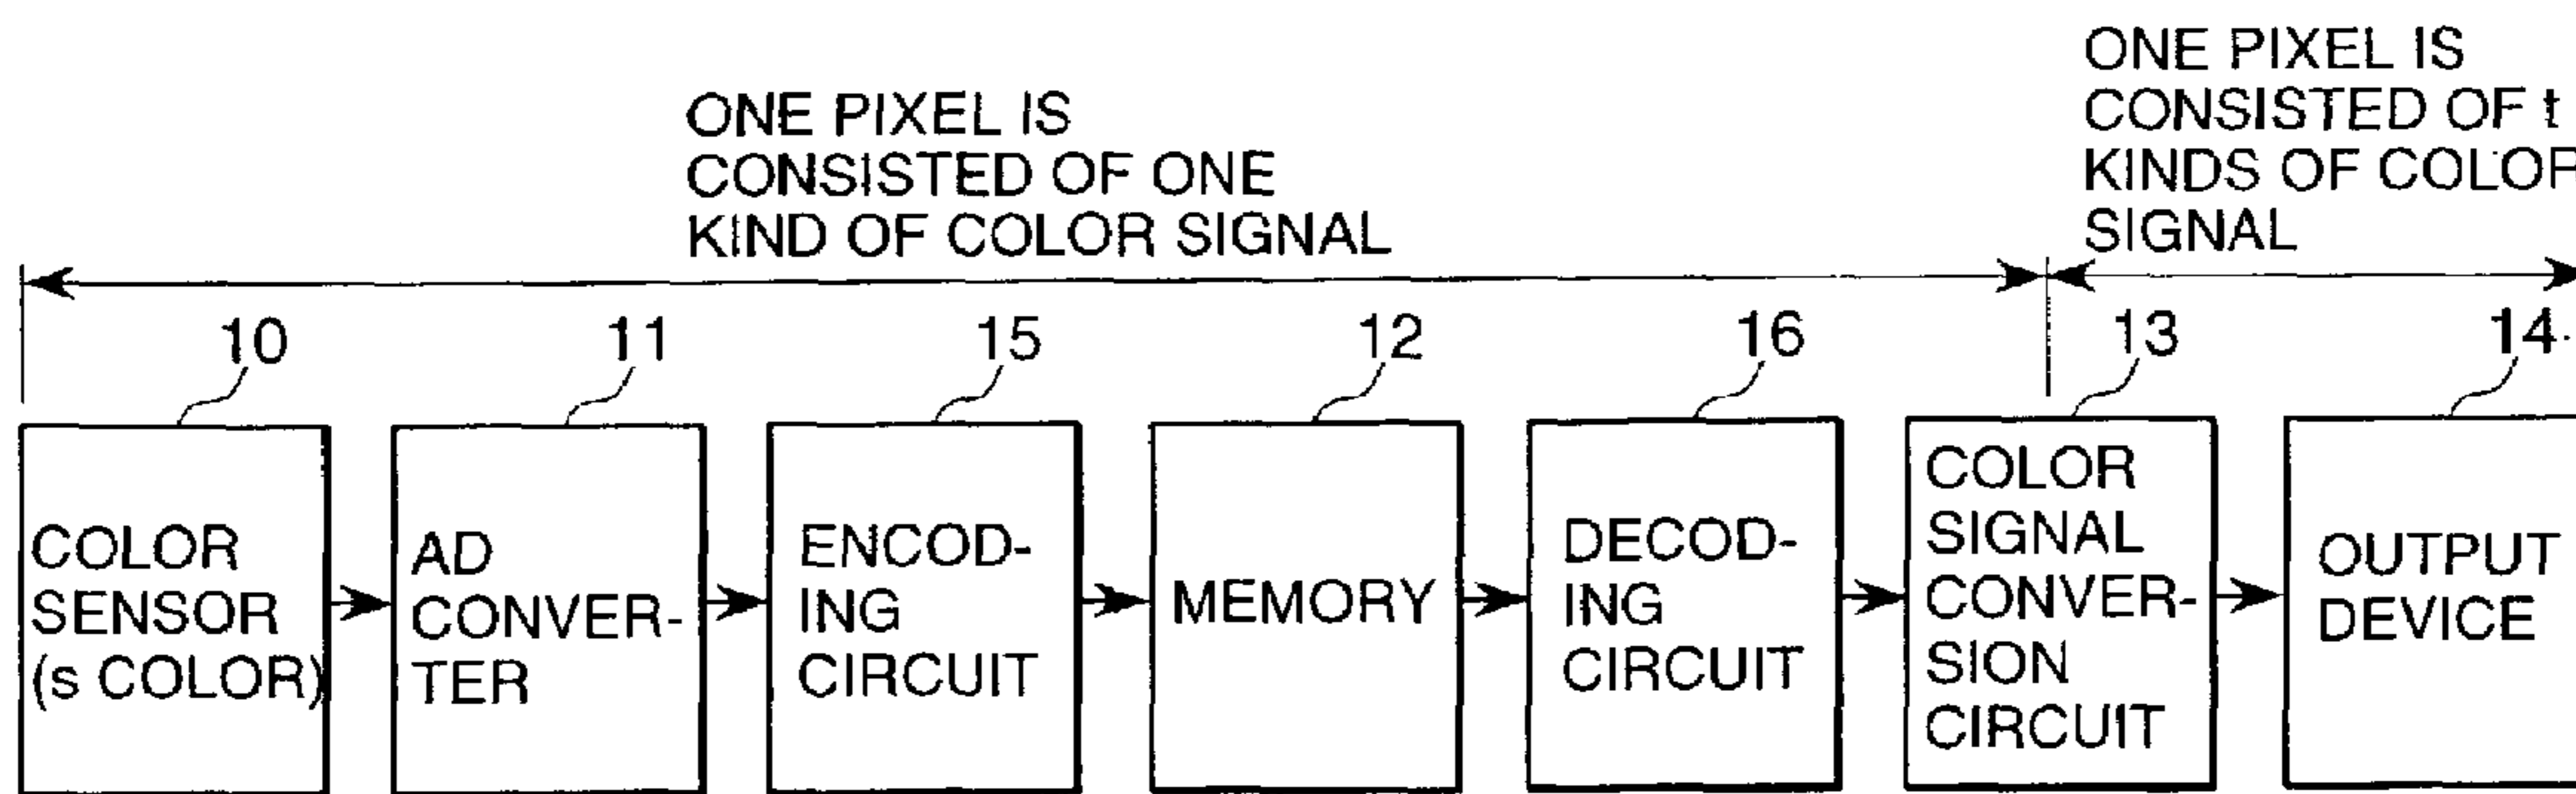 ONE PIXEL IS
CONSISTED OF ONE
KIND OF COLOR SIGNAL
ONE PIXEL IS
CONSISTED OF t
KINDS OF COLOR
SIGNAL
10
11
15
12
16
13
14
COLOR
SENSOR
(s COLOR)
AD
CONVER-
TER
ENCOD-
ING
CIRCUIT
MEMORY
DECOD-
ING
CIRCUIT
COLOR
SIGNAL
CONVER-
SION
CIRCUIT
OUTPUT
DEVICE